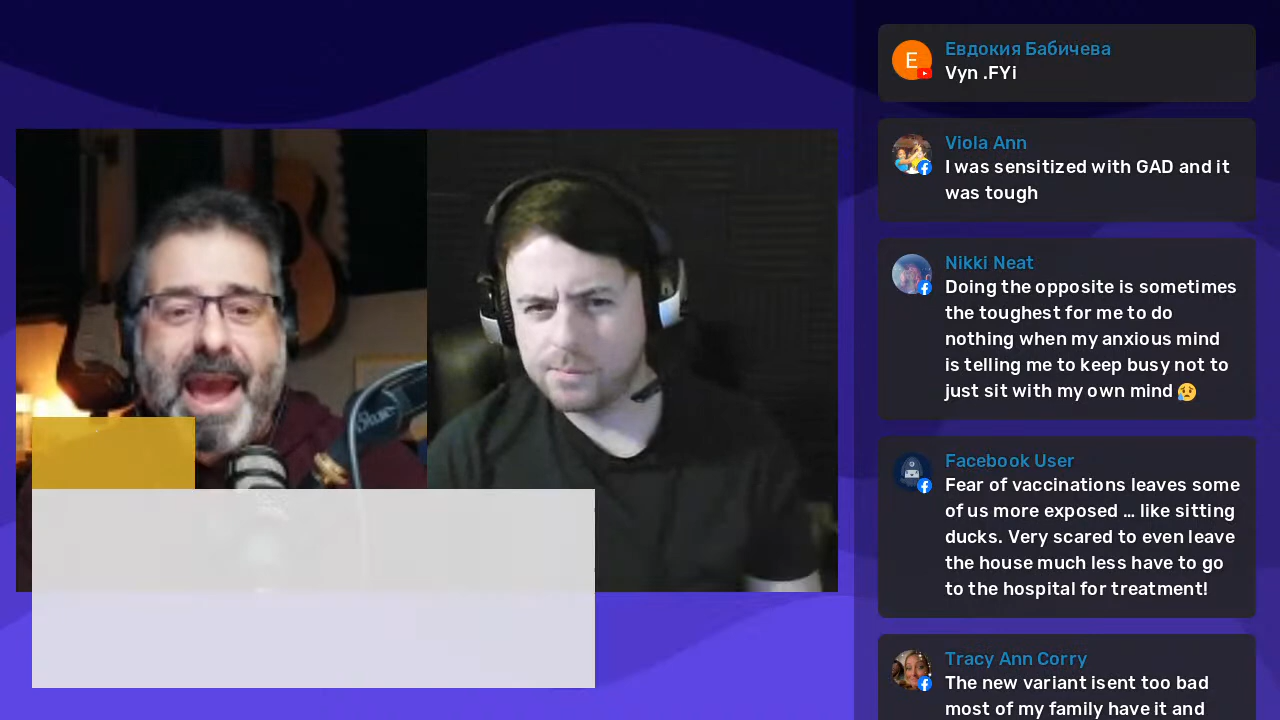 Евдокия Бабичева
E
Vyn .FYi
Viola Ann
I was sensitized with GAD and it
was tough
Nikki Neat
Doing the opposite is sometimes
the toughest for me to do
nothing when my anxious mind
is telling me to keep busy not to
just sit with my own mind 😥
Facebook User
Fear of vaccinations leaves some
of us more exposed … like sitting
ducks. Very scared to even leave
the house much less have to go
to the hospital for treatment!
Tracy Ann Corry
The new variant isent too bad
most of my family have it and